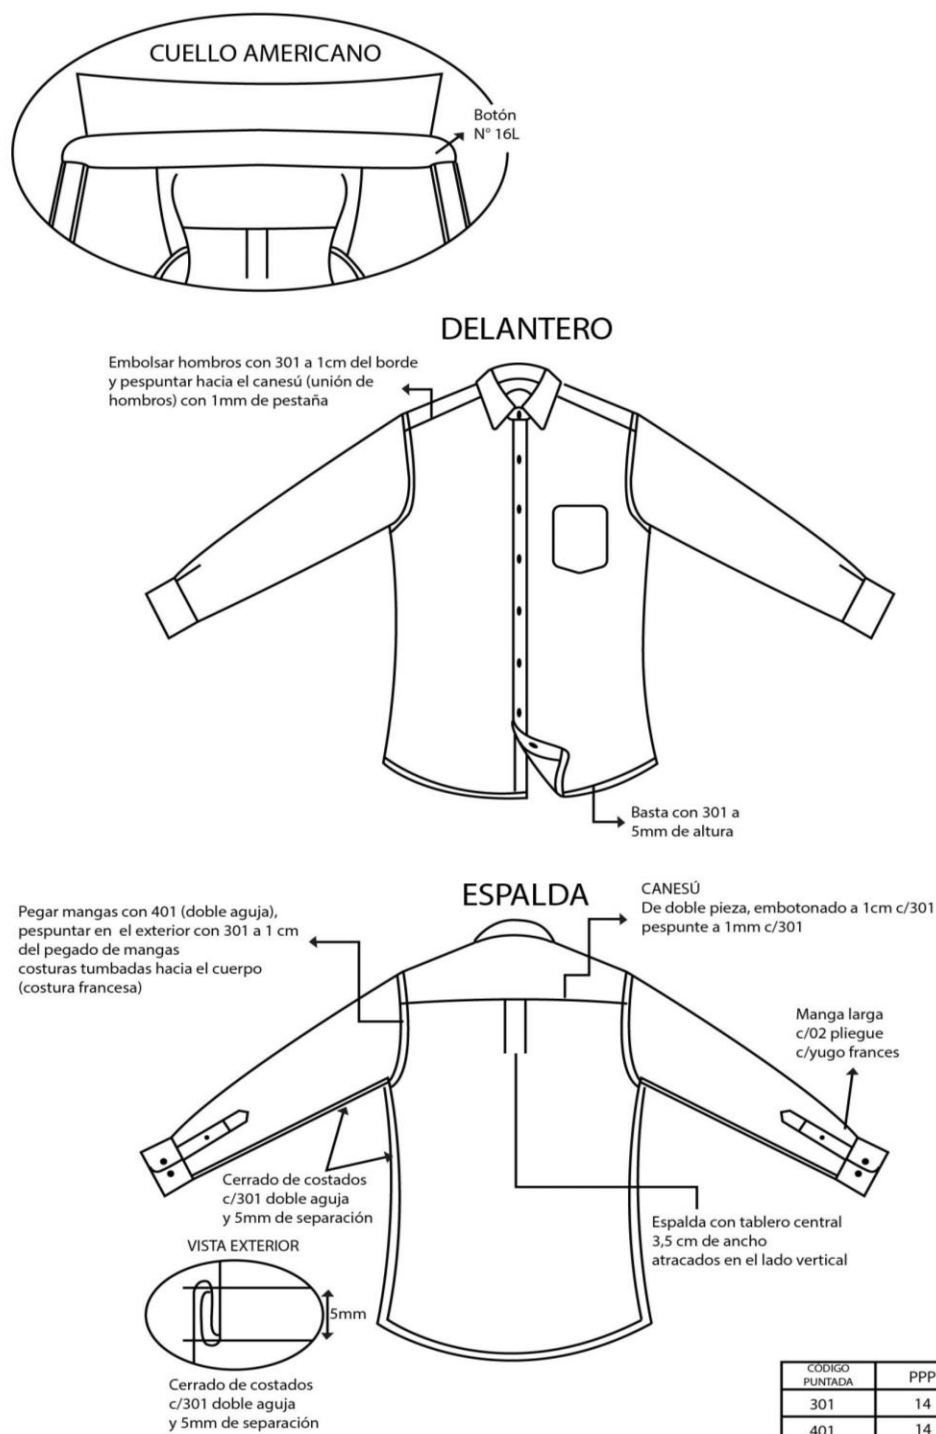 CUELLO AMERICANO
Botón
N° 16L
DELANTERO
Embolsar hombros con 301 a 1cm del borde
y pespuntar hacia el canesú (unión de
hombros) con 1mm de pestaña
Basta con 301 a
5mm de altura
ESPALDA
CANESÚ
De doble pieza, embotonado a 1cm c/301
pespunte a 1mm c/301
Pegar mangas con 401 (doble aguja),
pespuntar en el exterior con 301 a 1 cm
del pegado de mangas
costuras tumbadas hacia el cuerpo
(costura francesa)
Manga larga
c/02 pliegue
c/yugo frances
Cerrado de costados
c/301 doble aguja
y 5mm de separación
Espalda con tablero central
3,5 cm de ancho
atracados en el lado vertical
VISTA EXTERIOR
5mm
Cerrado de costados
c/301 doble aguja
y 5mm de separación
CÓDIGO PPP
PUNTADA
301 14
401 14